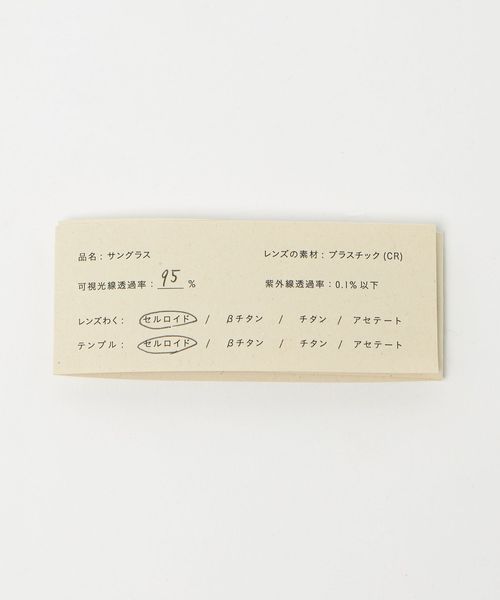 品名：サングラス　レンズの素材：プラスチック(CR)
可視光線透過率：95 %　紫外線透過率：0.1%以下
レンズわく：セルロイド / βチタン / チタン / アセテート
テンプル：セルロイド / βチタン / チタン / アセテート